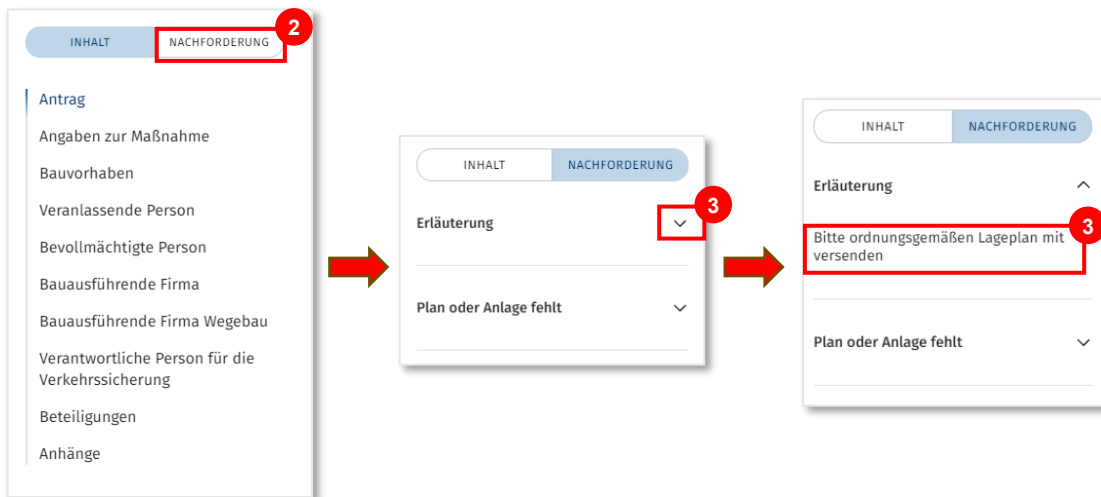 2
INHALT NACHFORDERUNG
Antrag
Angaben zur Maßnahme
Bauvorhaben
Veranlassende Person
Bevollmächtigte Person
Bauausführende Firma
Bauausführende Firma Wegebau
Verantwortliche Person für die
Verkehrssicherung
Beteiligungen
Anhänge
INHALT NACHFORDERUNG
3
Erläuterung
Plan oder Anlage fehlt
INHALT NACHFORDERUNG
Erläuterung
3
Bitte ordnungsgemäßen Lageplan mit
versenden
Plan oder Anlage fehlt